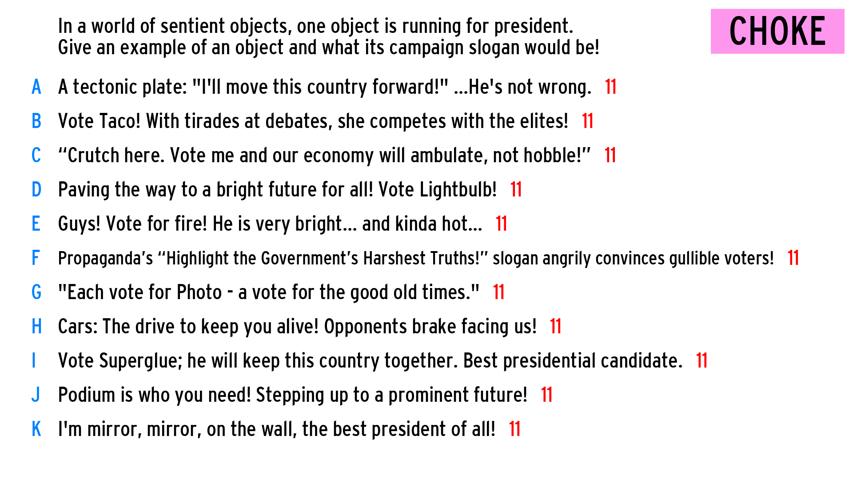 In a world of sentient objects, one object is running for president.
Give an example of an object and what its campaign slogan would be!
CHOKE
A A tectonic plate: "I'll move this country forward!" ...He's not wrong. 11
B Vote Taco! With tirades at debates, she competes with the elites! 11
C “Crutch here. Vote me and our economy will ambulate, not hobble!” 11
D Paving the way to a bright future for all! Vote Lightbulb! 11
E Guys! Vote for fire! He is very bright... and kinda hot... 11
F Propaganda’s “Highlight the Government’s Harshest Truths!” slogan angrily convinces gullible voters! 11
G "Each vote for Photo - a vote for the good old times." 11
H Cars: The drive to keep you alive! Opponents brake facing us! 11
I Vote Superglue; he will keep this country together. Best presidential candidate. 11
J Podium is who you need! Stepping up to a prominent future! 11
K I'm mirror, mirror, on the wall, the best president of all! 11